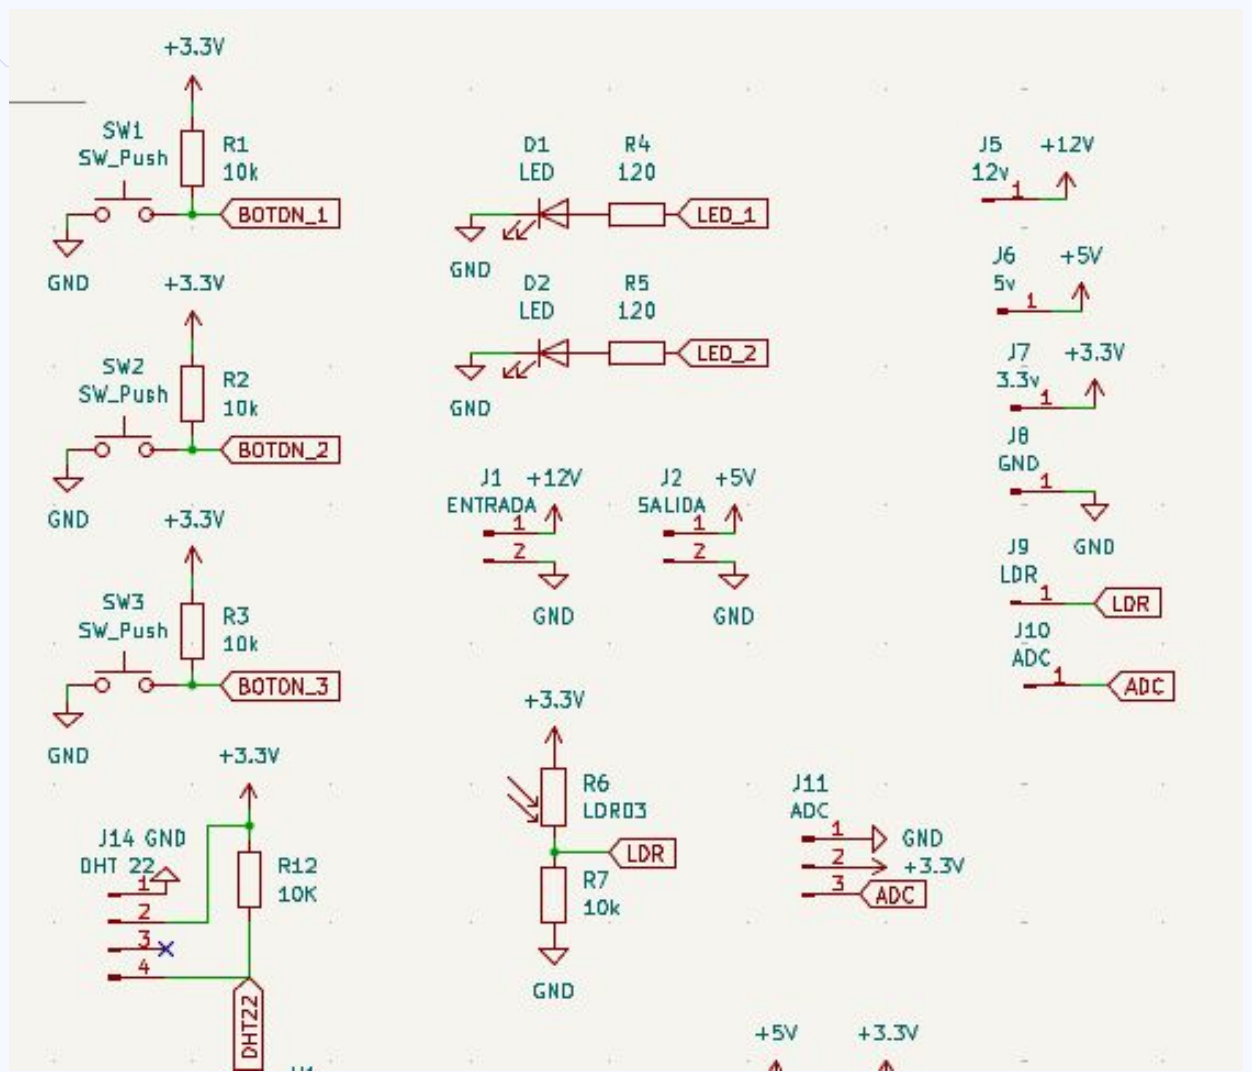 +3.3V
SW1
SW_Push
R1
10k
BOTON_1
GND
+3.3V
SW2
SW_Push
R2
10k
BOTON_2
GND
+3.3V
SW3
SW_Push
R3
10k
BOTON_3
GND
+3.3V
J14 GND
DHT 22
1
2
3
4
R12
10K
DHT22
D1
LED
R4
120
LED_1
GND
D2
LED
R5
120
LED_2
GND
J1 +12V
ENTRADA
1
2
GND
J2 +5V
SALIDA
1
2
GND
+3.3V
R6
LDR03
LDR
R7
10k
GND
J5 +12V
12v
1
J6 +5V
5v
1
J7 +3.3V
3.3v
1
J8
GND
1
GND
J9
LDR
1
LDR
J10
ADC
1
ADC
J11
ADC
1 GND
2 +3.3V
3 ADC
+5V +3.3V